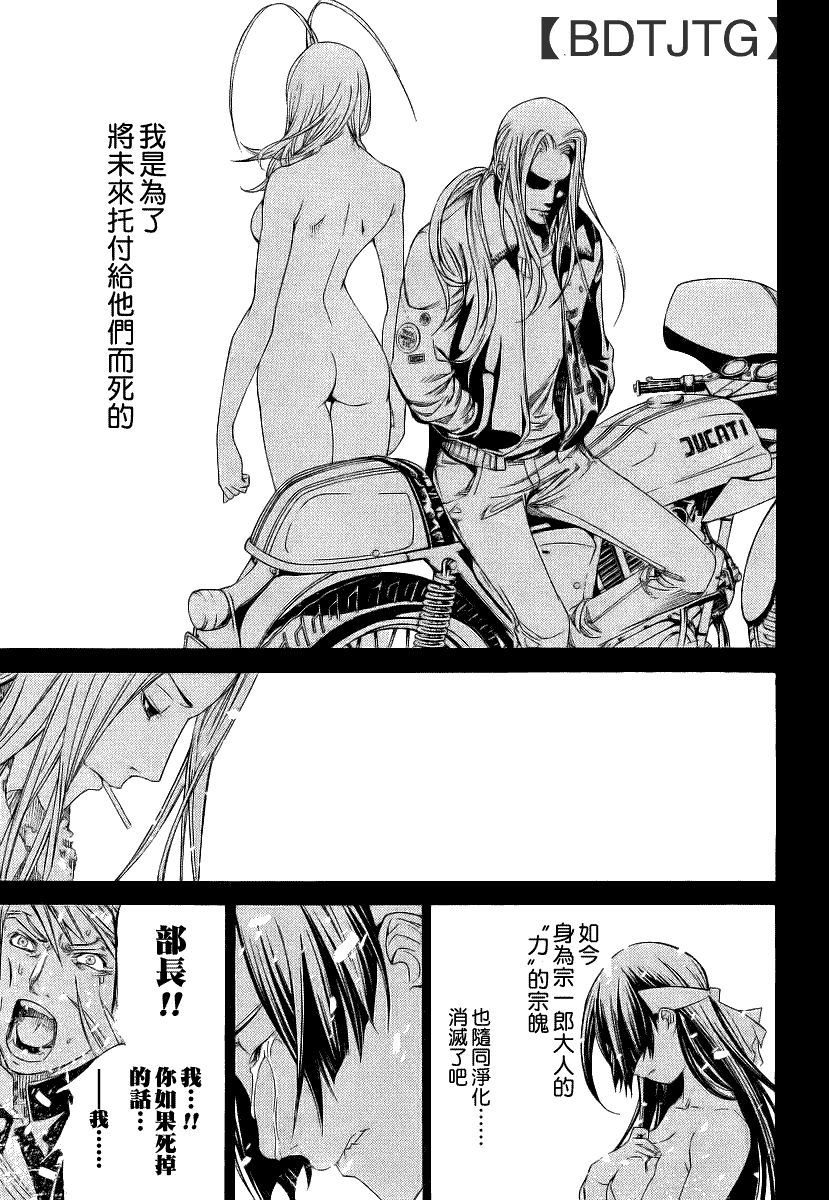 【BDTJTG】
我是為了
將未來托付給他們而死的
DUCATI
如今
身為宗一郎大人的
“力”的宗魄
也隨同淨化……
消滅了吧
部長!!
我…!!
你如果死掉
的話…
——我……